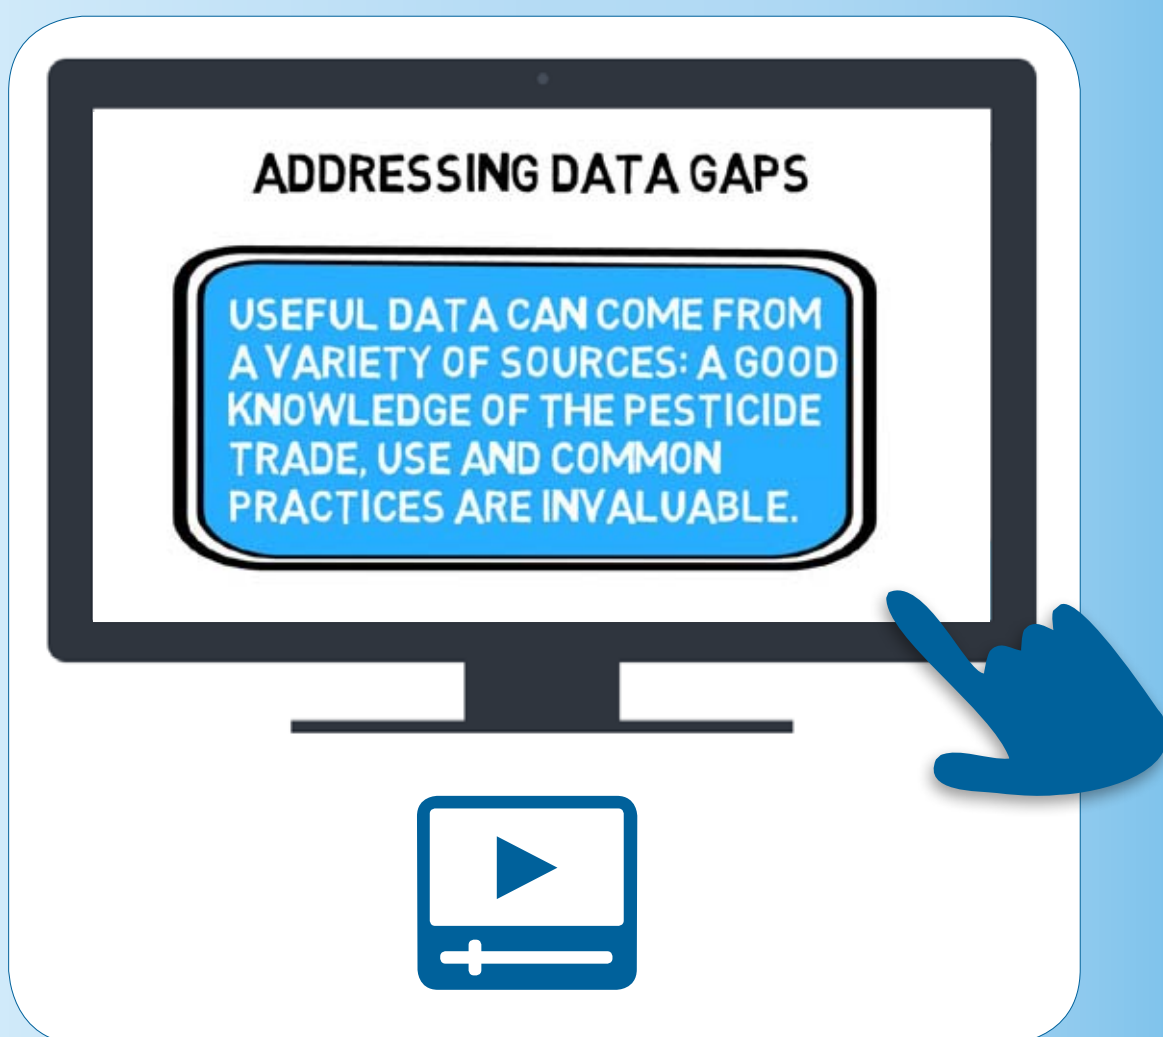 ADDRESSING DATA GAPS
USEFUL DATA CAN COME FROM
A VARIETY OF SOURCES: A GOOD
KNOWLEDGE OF THE PESTICIDE
TRADE, USE AND COMMON
PRACTICES ARE INVALUABLE.